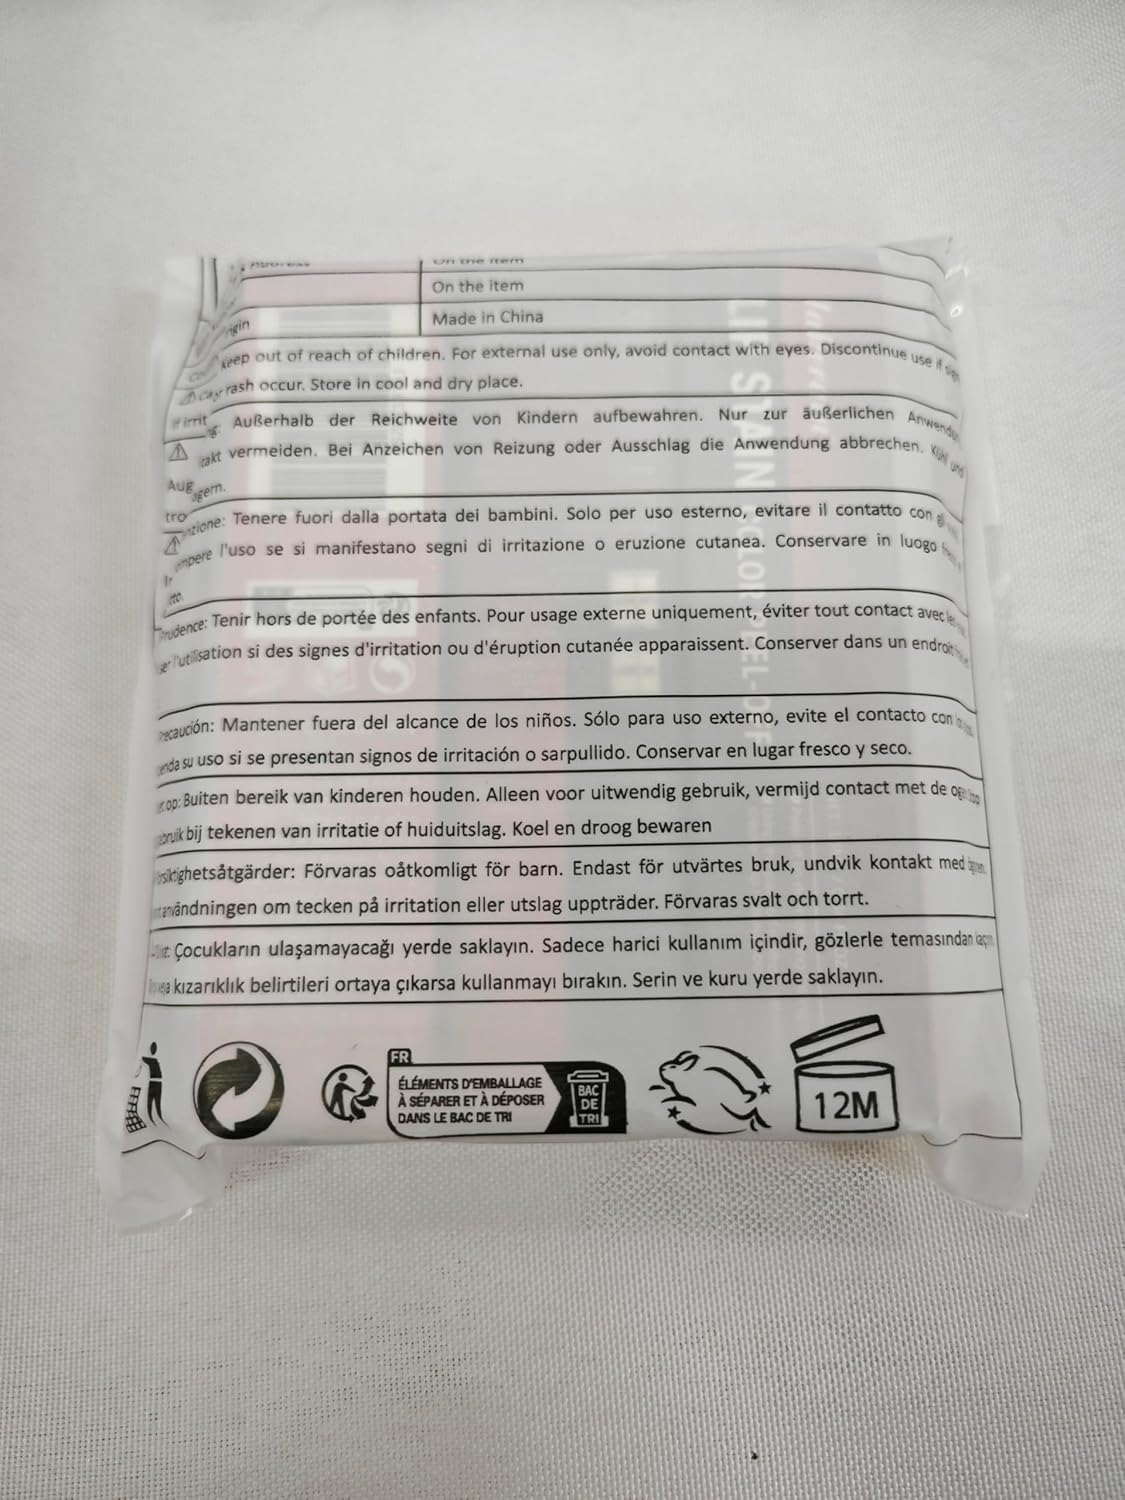 On the item
On the item
Made in China
keep out of reach of children. For external use only, avoid contact with eyes. Discontinue use if
rash occur. Store in cool and dry place.
Außerhalb der Reichweite von Kindern aufbewahren. Nur zur äußerlichen
vermeiden. Bei Anzeichen von Reizung oder Ausschlag die Anwendung abbrechen. Kühl und
Tenere fuori dalla portata dei bambini. Solo per uso esterno, evitare il contatto con
l'uso se si manifestano segni di irritazione o eruzione cutanea. Conservare in luogo
Tenir hors de portée des enfants. Pour usage externe uniquement, éviter tout contact avec
l'utilisation si des signes d'irritation ou d'éruption cutanée apparaissent. Conserver dans un endroit
Mantener fuera del alcance de los niños. Sólo para uso externo, evite el contacto con
su uso si se presentan signos de irritación o sarpullido. Conservar en lugar fresco y seco.
op: Buiten bereik van kinderen houden. Alleen voor uitwendig gebruik, vermijd contact met de
bij tekenen van irritatie of huiduitslag. Koel en droog bewaren
Förvaras oåtkomligt för barn. Endast för utvärtes bruk, undvik kontakt med
om tecken på irritation eller utslag uppträder. Förvaras svalt och torrt.
Çocukların ulaşamayacağı yerde saklayın. Sadece harici kullanım içindir, gözlerle temasından
kızarıklık belirtileri ortaya çıkarsa kullanmayı bırakın. Serin ve kuru yerde saklayın.
FR
ÉLÉMENTS D'EMBALLAGE
À SÉPARER ET À DÉPOSER
DANS LE BAC DE TRI
BAC
DE
TRI
12M